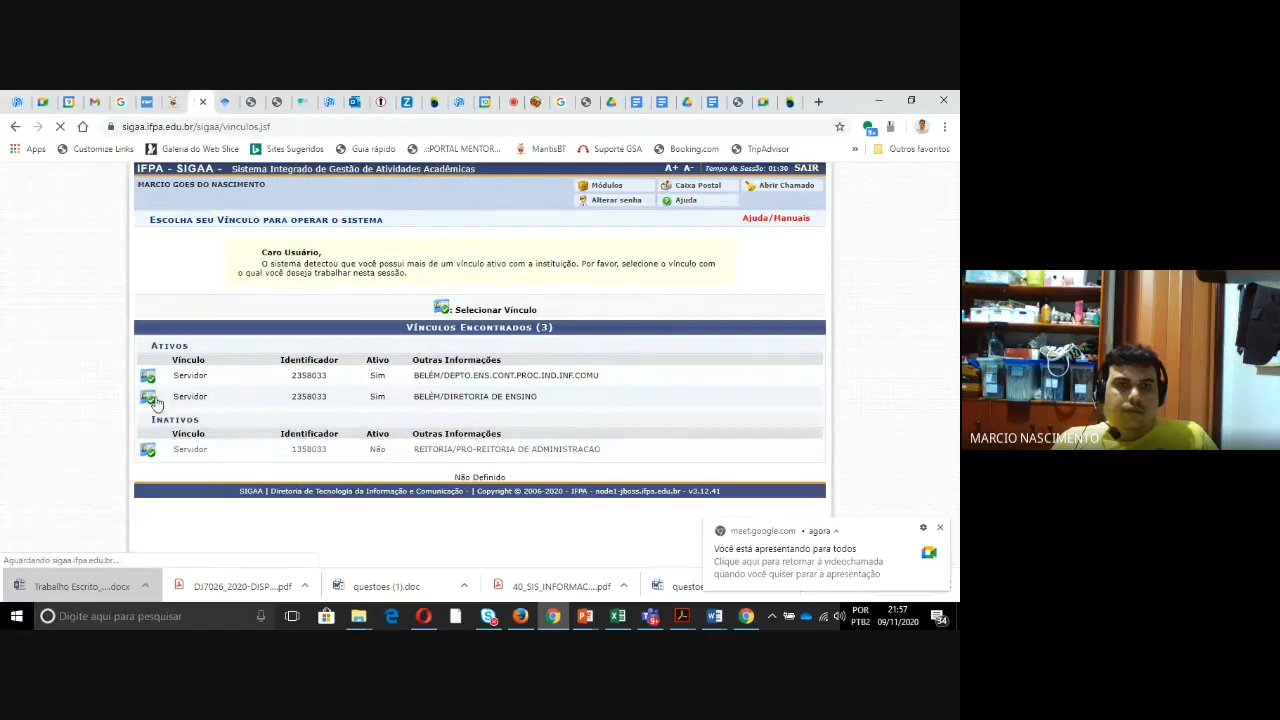 sigaa.ifpa.edu.br/sigaa/vinculos.jsf
Apps Customize Links Galeria do Web Slice Sites Sugeridos Guia rápido .::PORTAL MENTOR... MantisBT Suporte GSA Booking.com TripAdvisor » Outros favoritos
IFPA - SIGAA - Sistema Integrado de Gestão de Atividades Acadêmicas A+ A- Tempo de Sessão: 01:30 SAIR
MARCIO GOES DO NASCIMENTO Módulos Caixa Postal Abrir Chamado
Alterar senha Ajuda
ESCOLHA SEU VÍNCULO PARA OPERAR O SISTEMA Ajuda/Manuais
Caro Usuário,
O sistema detectou que você possui mais de um vínculo ativo com a instituição. Por favor, selecione o vínculo com
o qual você deseja trabalhar nesta sessão.
: Selecionar Vínculo
VÍNCULOS ENCONTRADOS (3)
ATIVOS
Vínculo Identificador Ativo Outras Informações
Servidor 2358033 Sim BELÉM/DEPTO.ENS.CONT.PROC.IND.INF.COMU
Servidor 2358033 Sim BELÉM/DIRETORIA DE ENSINO
INATIVOS
Vínculo Identificador Ativo Outras Informações
Servidor 1358033 Não REITORIA/PRO-REITORIA DE ADMINISTRACAO
Não Definido
SIGAA | Diretoria de Tecnologia da Informação e Comunicação - | Copyright © 2006-2020 - IFPA - node1-jboss.ifpa.edu.br - v3.12.41
MARCIO NASCIMENTO
meet.google.com • agora
Você está apresentando para todos
Clique aqui para retornar à videochamada
quando você quiser parar a apresentação
Aguardando sigaa.ifpa.edu.br...
Trabalho Escrito_....docx DJ7026_2020-DISP....pdf questoes (1).doc 40_SIS_INFORMAC....pdf questo
Digite aqui para pesquisar
POR 21:57
PTB2 09/11/2020 34